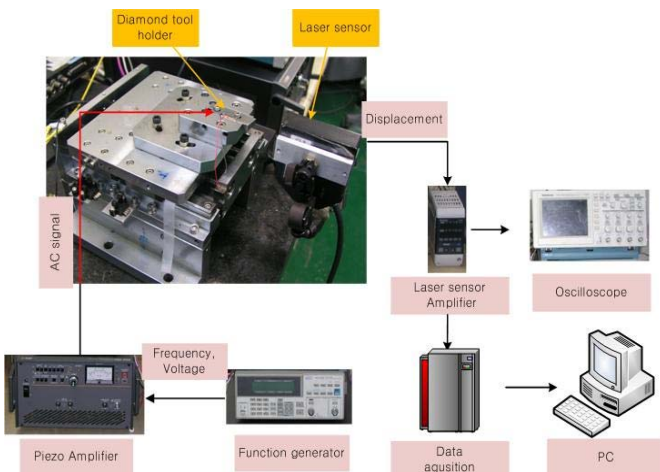 Diamond tool
holder
Laser sensor
Displacement
AC signal
Laser sensor
Amplifier
Oscilloscope
Frequency,
Voltage
Piezo Amplifier
Function generator
Data
aqusition
PC